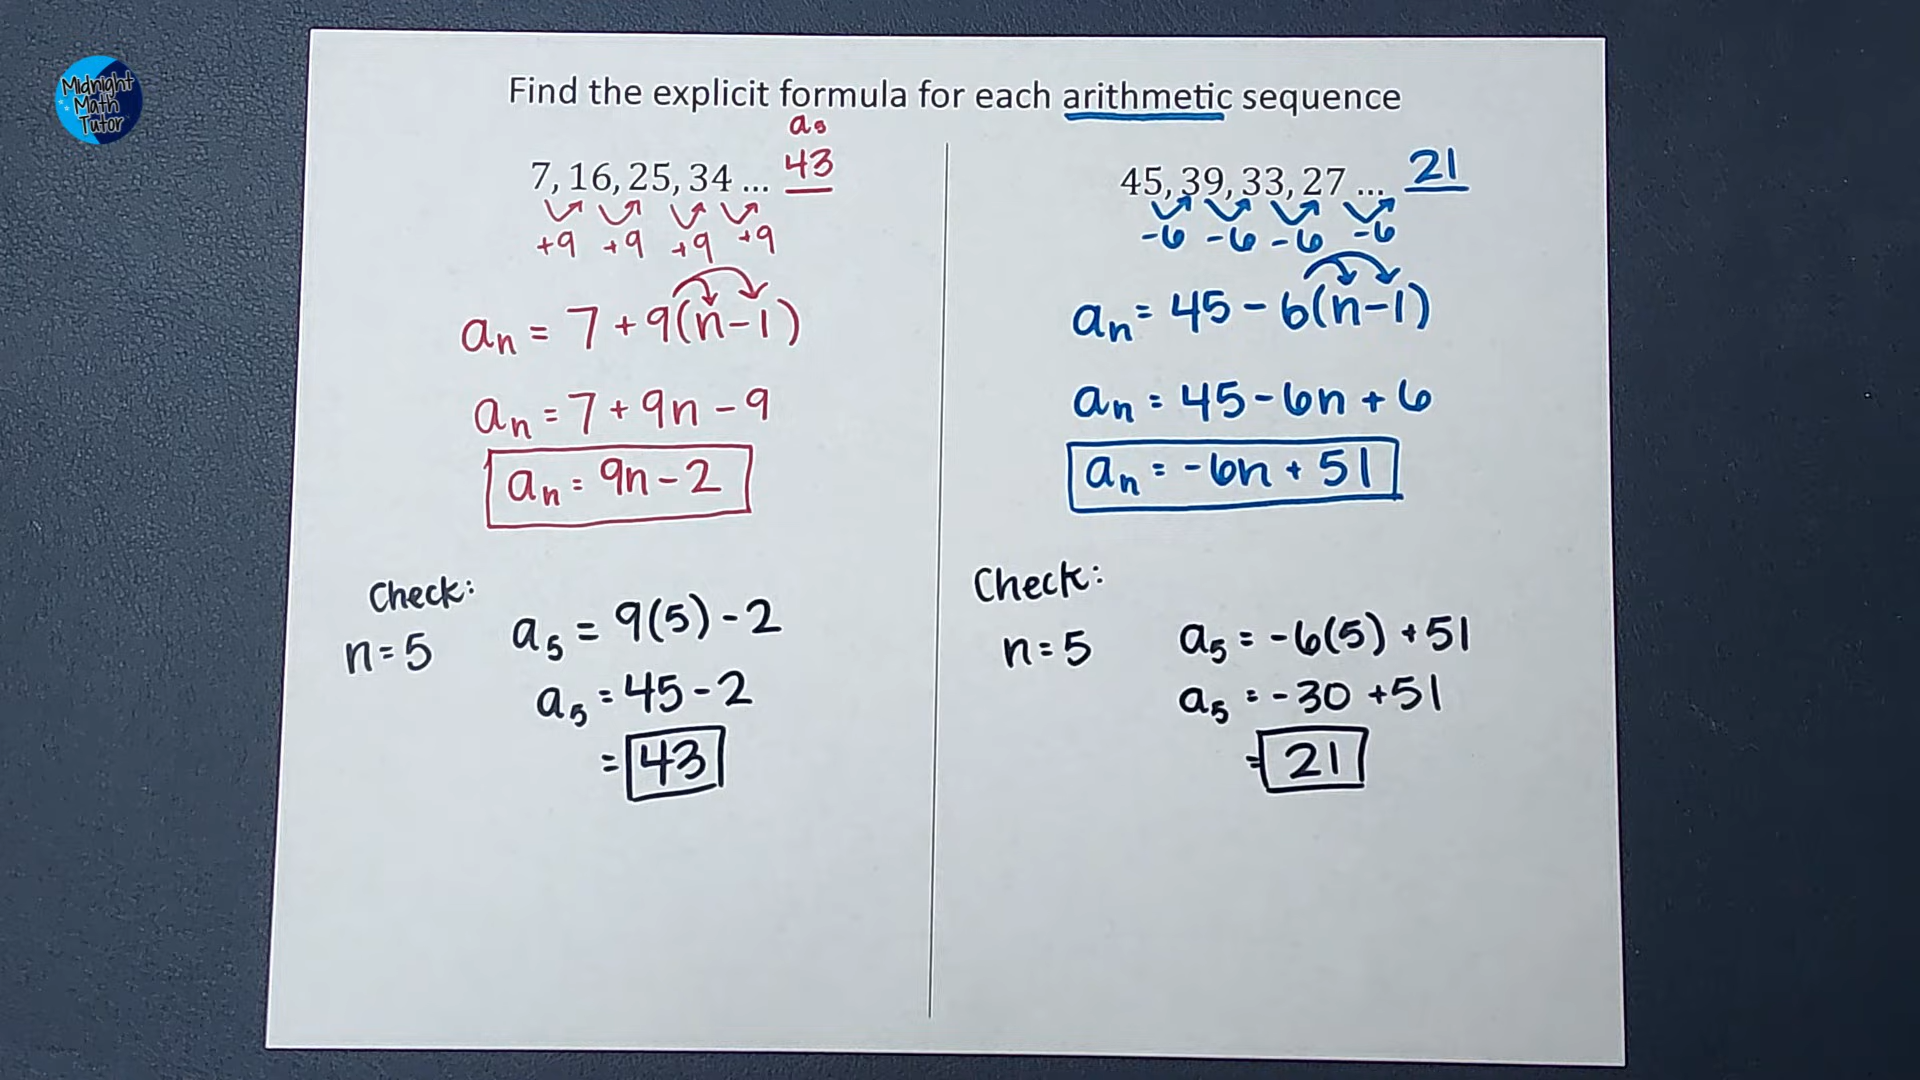 Midnight
Math
Tutor
Find the explicit formula for each arithmetic sequence
a₅
7, 16, 25, 34 ... 43
+9 +9 +9 +9
aₙ = 7 + 9(n-1)
aₙ = 7 + 9n - 9
aₙ = 9n - 2
Check:
n = 5
a₅ = 9(5) - 2
a₅ = 45 - 2
= 43
45, 39, 33, 27 ... 21
-6 -6 -6 -6
aₙ = 45 - 6(n-1)
aₙ = 45 - 6n + 6
aₙ = -6n + 51
Check:
n = 5
a₅ = -6(5) + 51
a₅ = -30 + 51
= 21